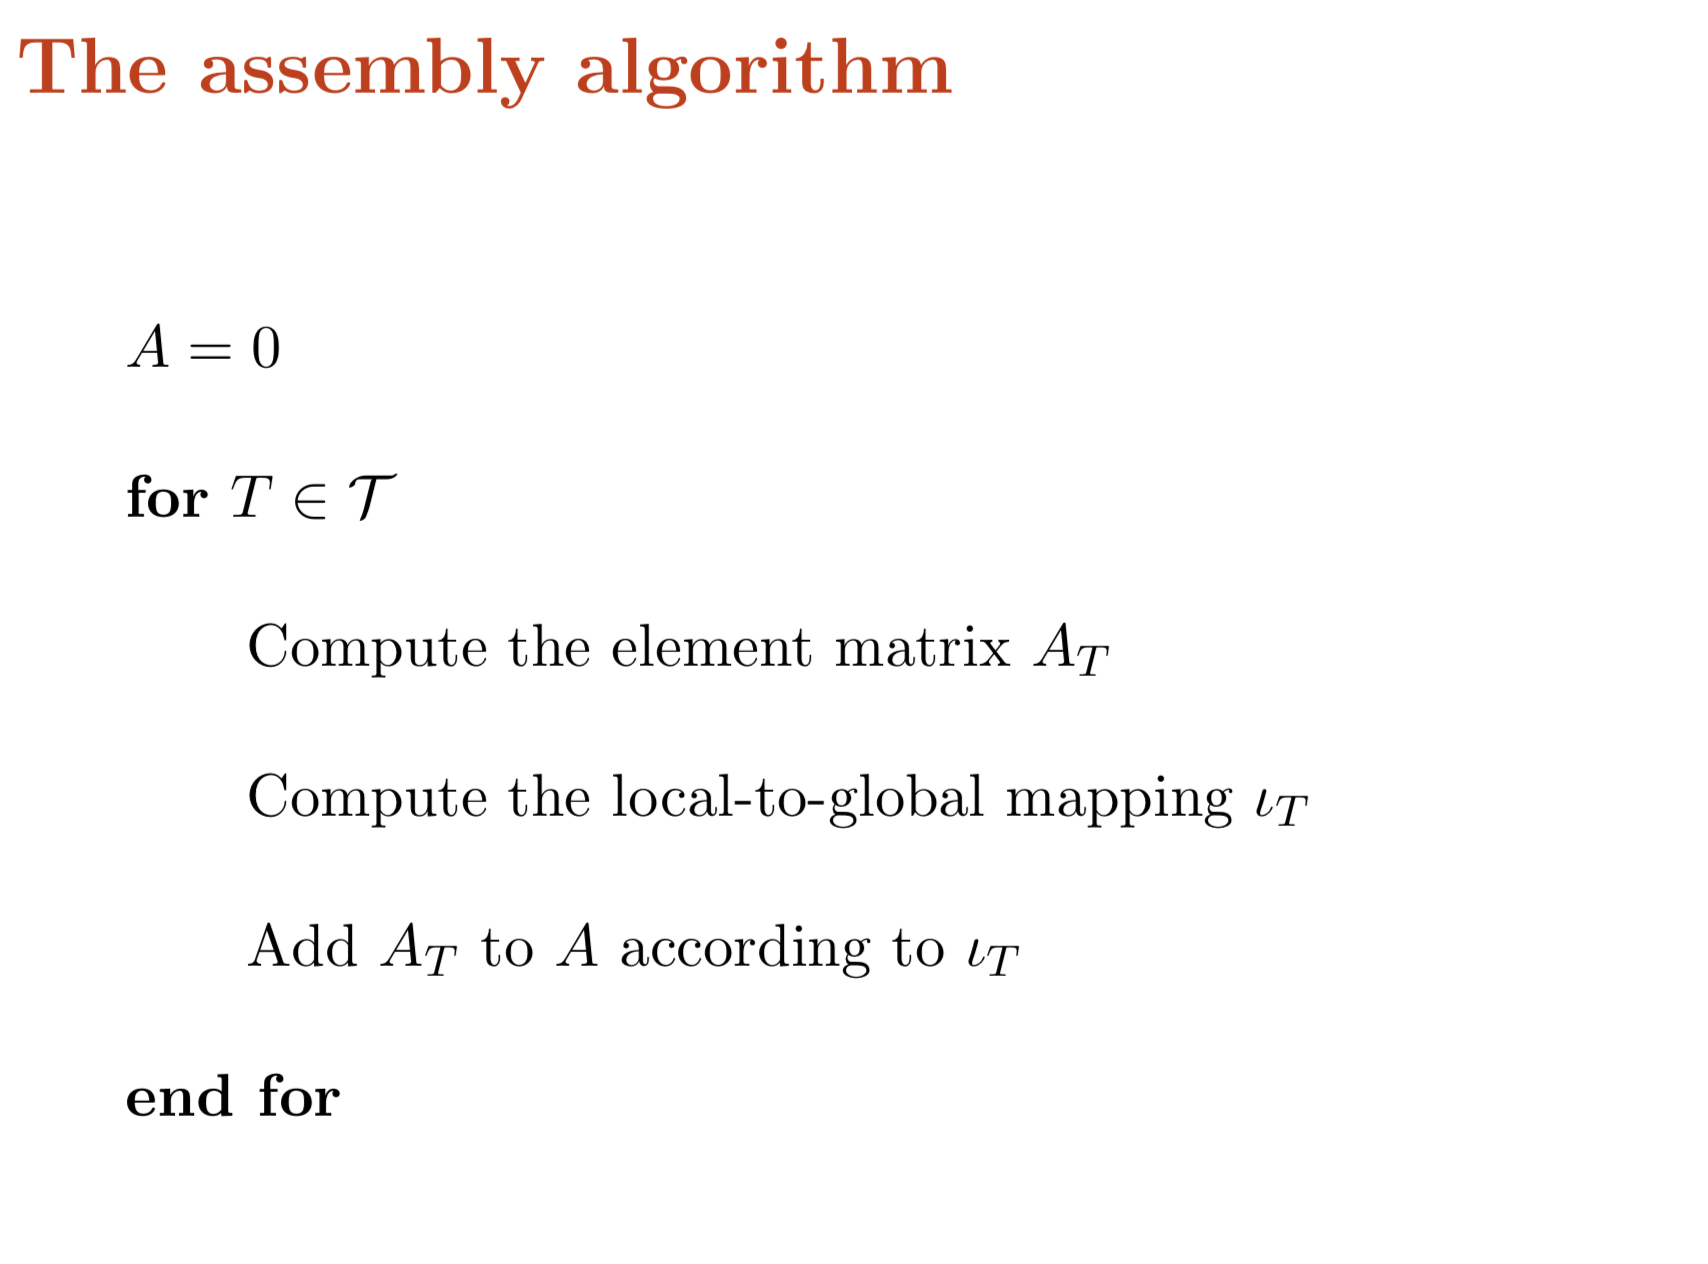 The assembly algorithm
A = 0
for T ∈ 𝒯
Compute the element matrix A_T
Compute the local-to-global mapping ι_T
Add A_T to A according to ι_T
end for